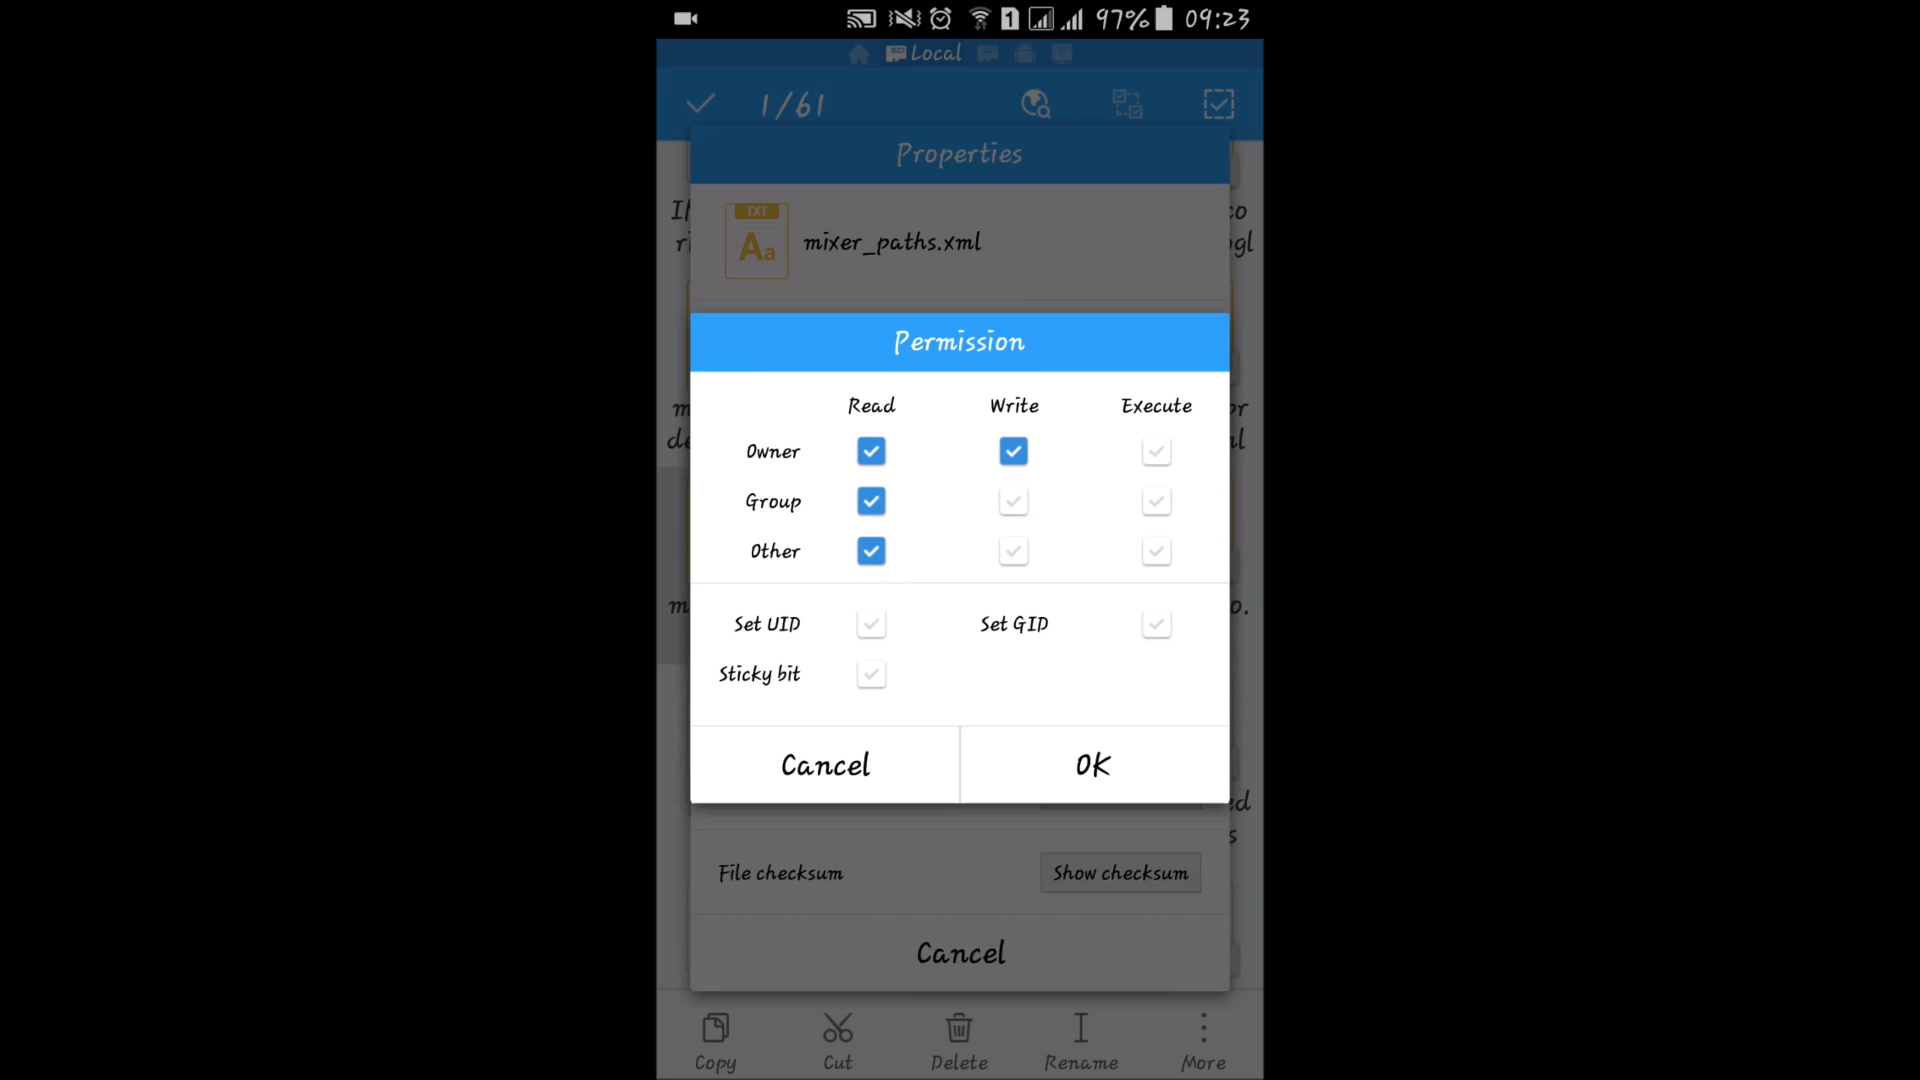 1 97% 09:23
Local
1/61
Properties
TXT
Aa
mixer_paths.xml
Permission
Read Write Execute
Owner
Group
Other
Set UID Set GID
Sticky bit
Cancel OK
File checksum Show checksum
Cancel
Copy Cut Delete Rename More